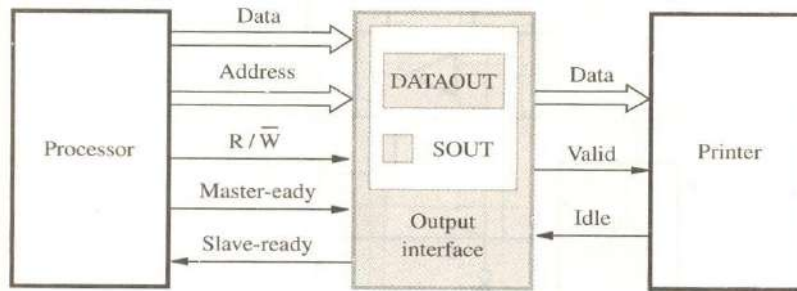 Data
Address
R / W̅
Master-eady
Slave-ready
Processor
DATAOUT
SOUT
Output
interface
Data
Valid
Idle
Printer